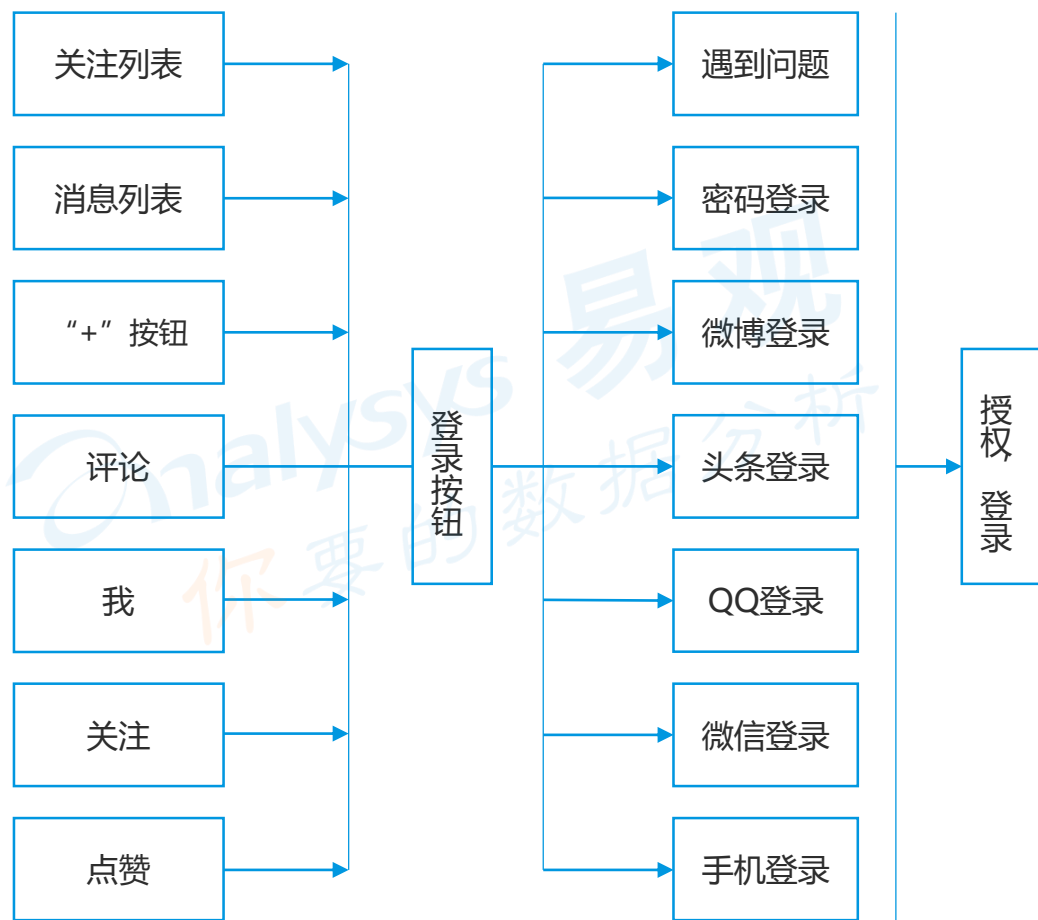 关注列表
消息列表
“+”按钮
评论
我
关注
点赞
登录按钮
遇到问题
密码登录
微博登录
头条登录
QQ登录
微信登录
手机登录
授权，登录
nalysys 易观
你要的数据分析